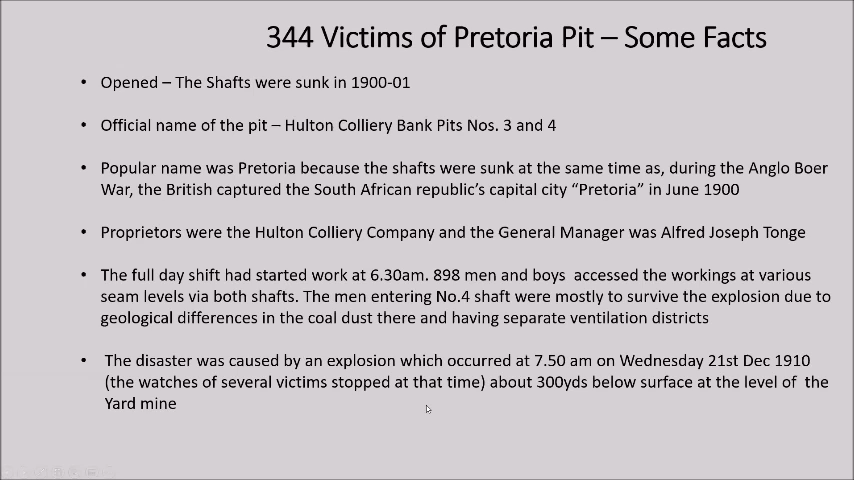 344 Victims of Pretoria Pit – Some Facts
• Opened – The Shafts were sunk in 1900-01
• Official name of the pit – Hulton Colliery Bank Pits Nos. 3 and 4
• Popular name was Pretoria because the shafts were sunk at the same time as, during the Anglo Boer
War, the British captured the South African republic’s capital city “Pretoria” in June 1900
• Proprietors were the Hulton Colliery Company and the General Manager was Alfred Joseph Tonge
• The full day shift had started work at 6.30am. 898 men and boys  accessed the workings at various
seam levels via both shafts. The men entering No.4 shaft were mostly to survive the explosion due to
geological differences in the coal dust there and having separate ventilation districts
• The disaster was caused by an explosion which occurred at 7.50 am on Wednesday 21st Dec 1910
(the watches of several victims stopped at that time) about 300yds below surface at the level of  the
Yard mine